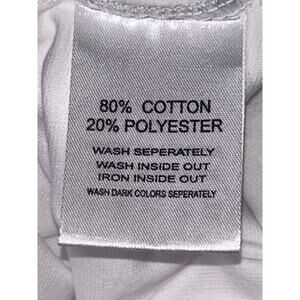 80% COTTON
20% POLYESTER
WASH SEPERATELY
WASH INSIDE OUT
IRON INSIDE OUT
WASH DARK COLORS SEPERATELY